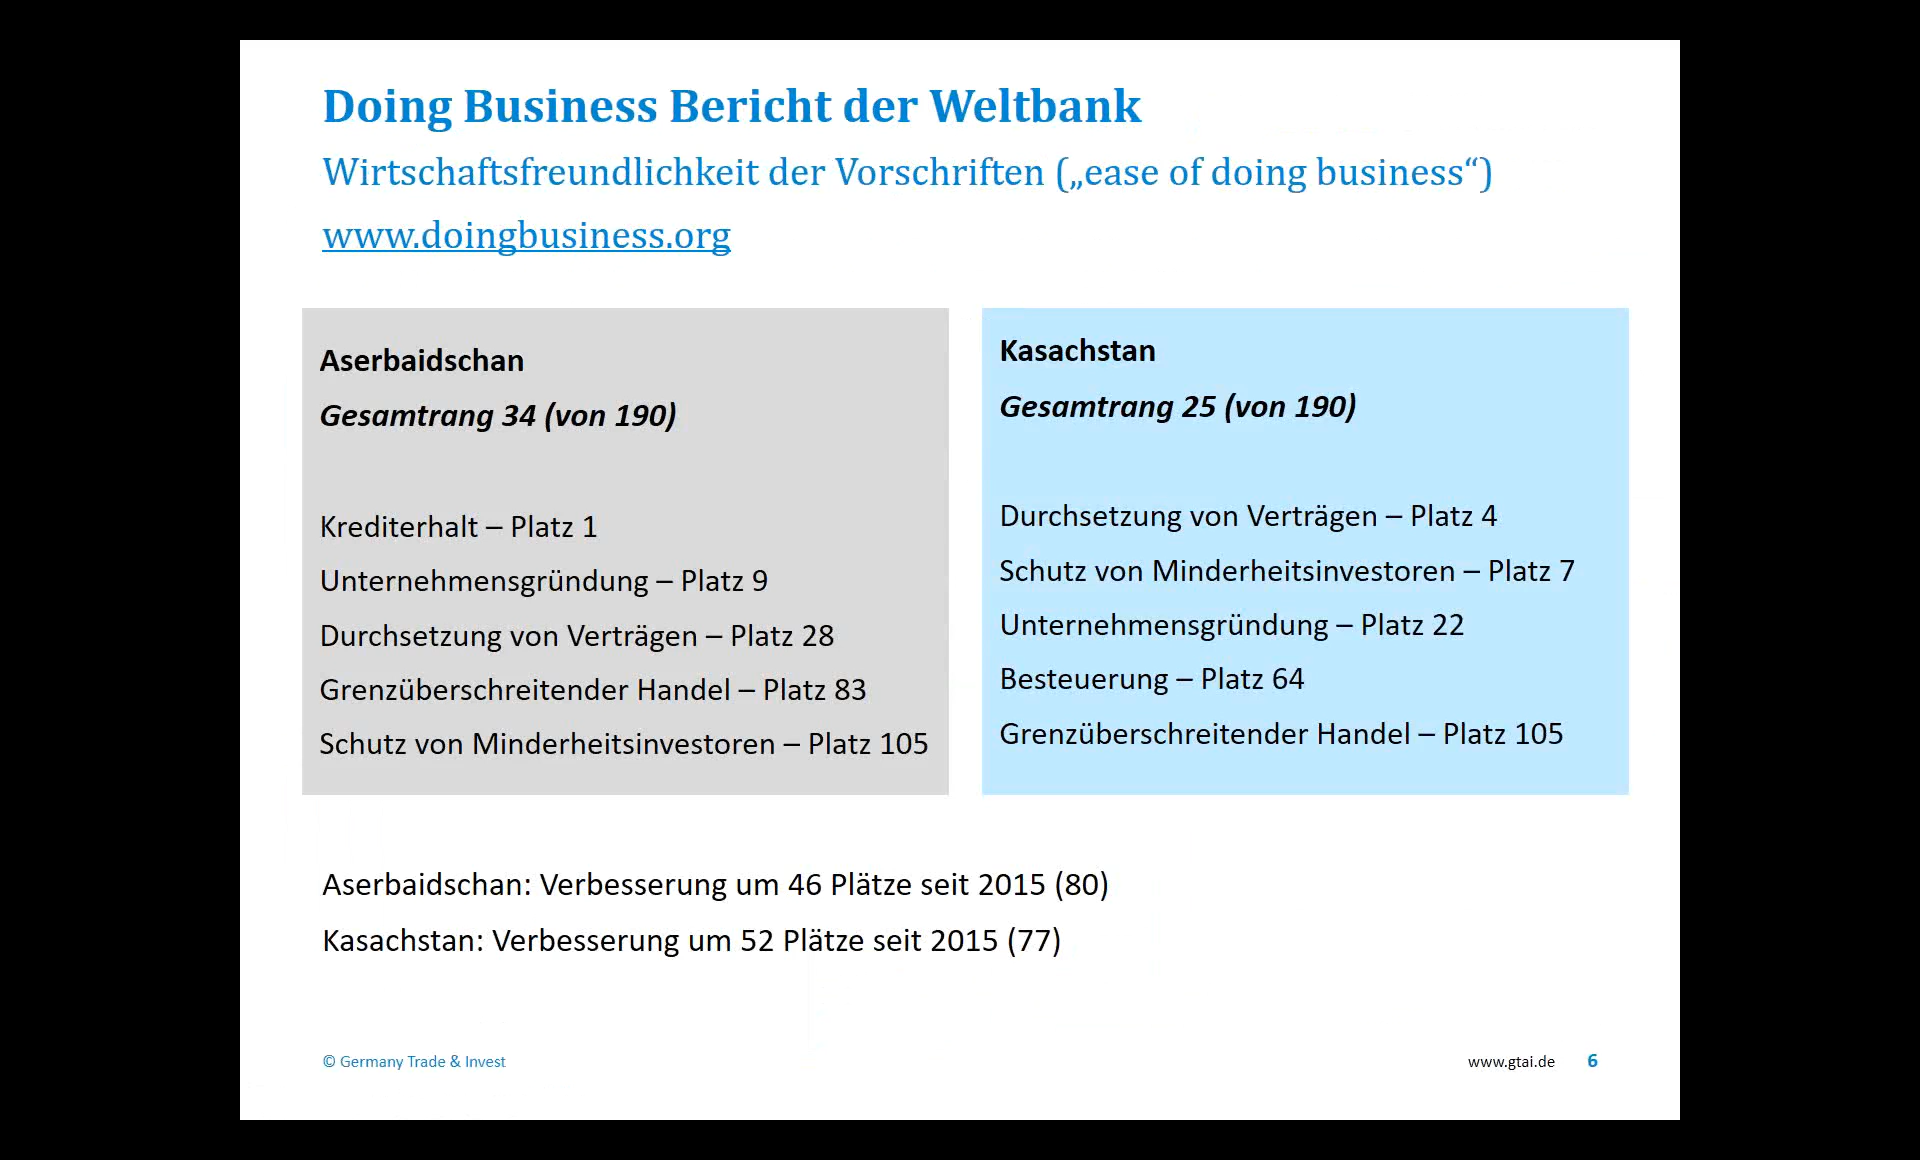 Doing Business Bericht der Weltbank
Wirtschaftsfreundlichkeit der Vorschriften („ease of doing business“)
www.doingbusiness.org
Aserbaidschan
Gesamtrang 34 (von 190)
Krediterhalt – Platz 1
Unternehmensgründung – Platz 9
Durchsetzung von Verträgen – Platz 28
Grenzüberschreitender Handel – Platz 83
Schutz von Minderheitsinvestoren – Platz 105
Kasachstan
Gesamtrang 25 (von 190)
Durchsetzung von Verträgen – Platz 4
Schutz von Minderheitsinvestoren – Platz 7
Unternehmensgründung – Platz 22
Besteuerung – Platz 64
Grenzüberschreitender Handel – Platz 105
Aserbaidschan: Verbesserung um 46 Plätze seit 2015 (80)
Kasachstan: Verbesserung um 52 Plätze seit 2015 (77)
© Germany Trade & Invest
www.gtai.de 6